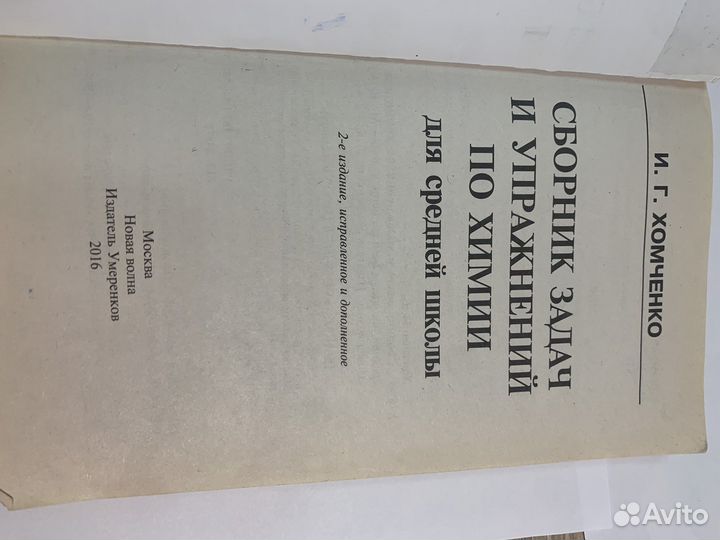 И. Г. ХОМЧЕНКО
СБОРНИК ЗАДАЧ
И УПРАЖНЕНИЙ
ПО ХИМИИ
для средней школы
2-е издание, исправленное и дополненное
Москва
Новая волна
Издатель Умеренков
2016
Avito